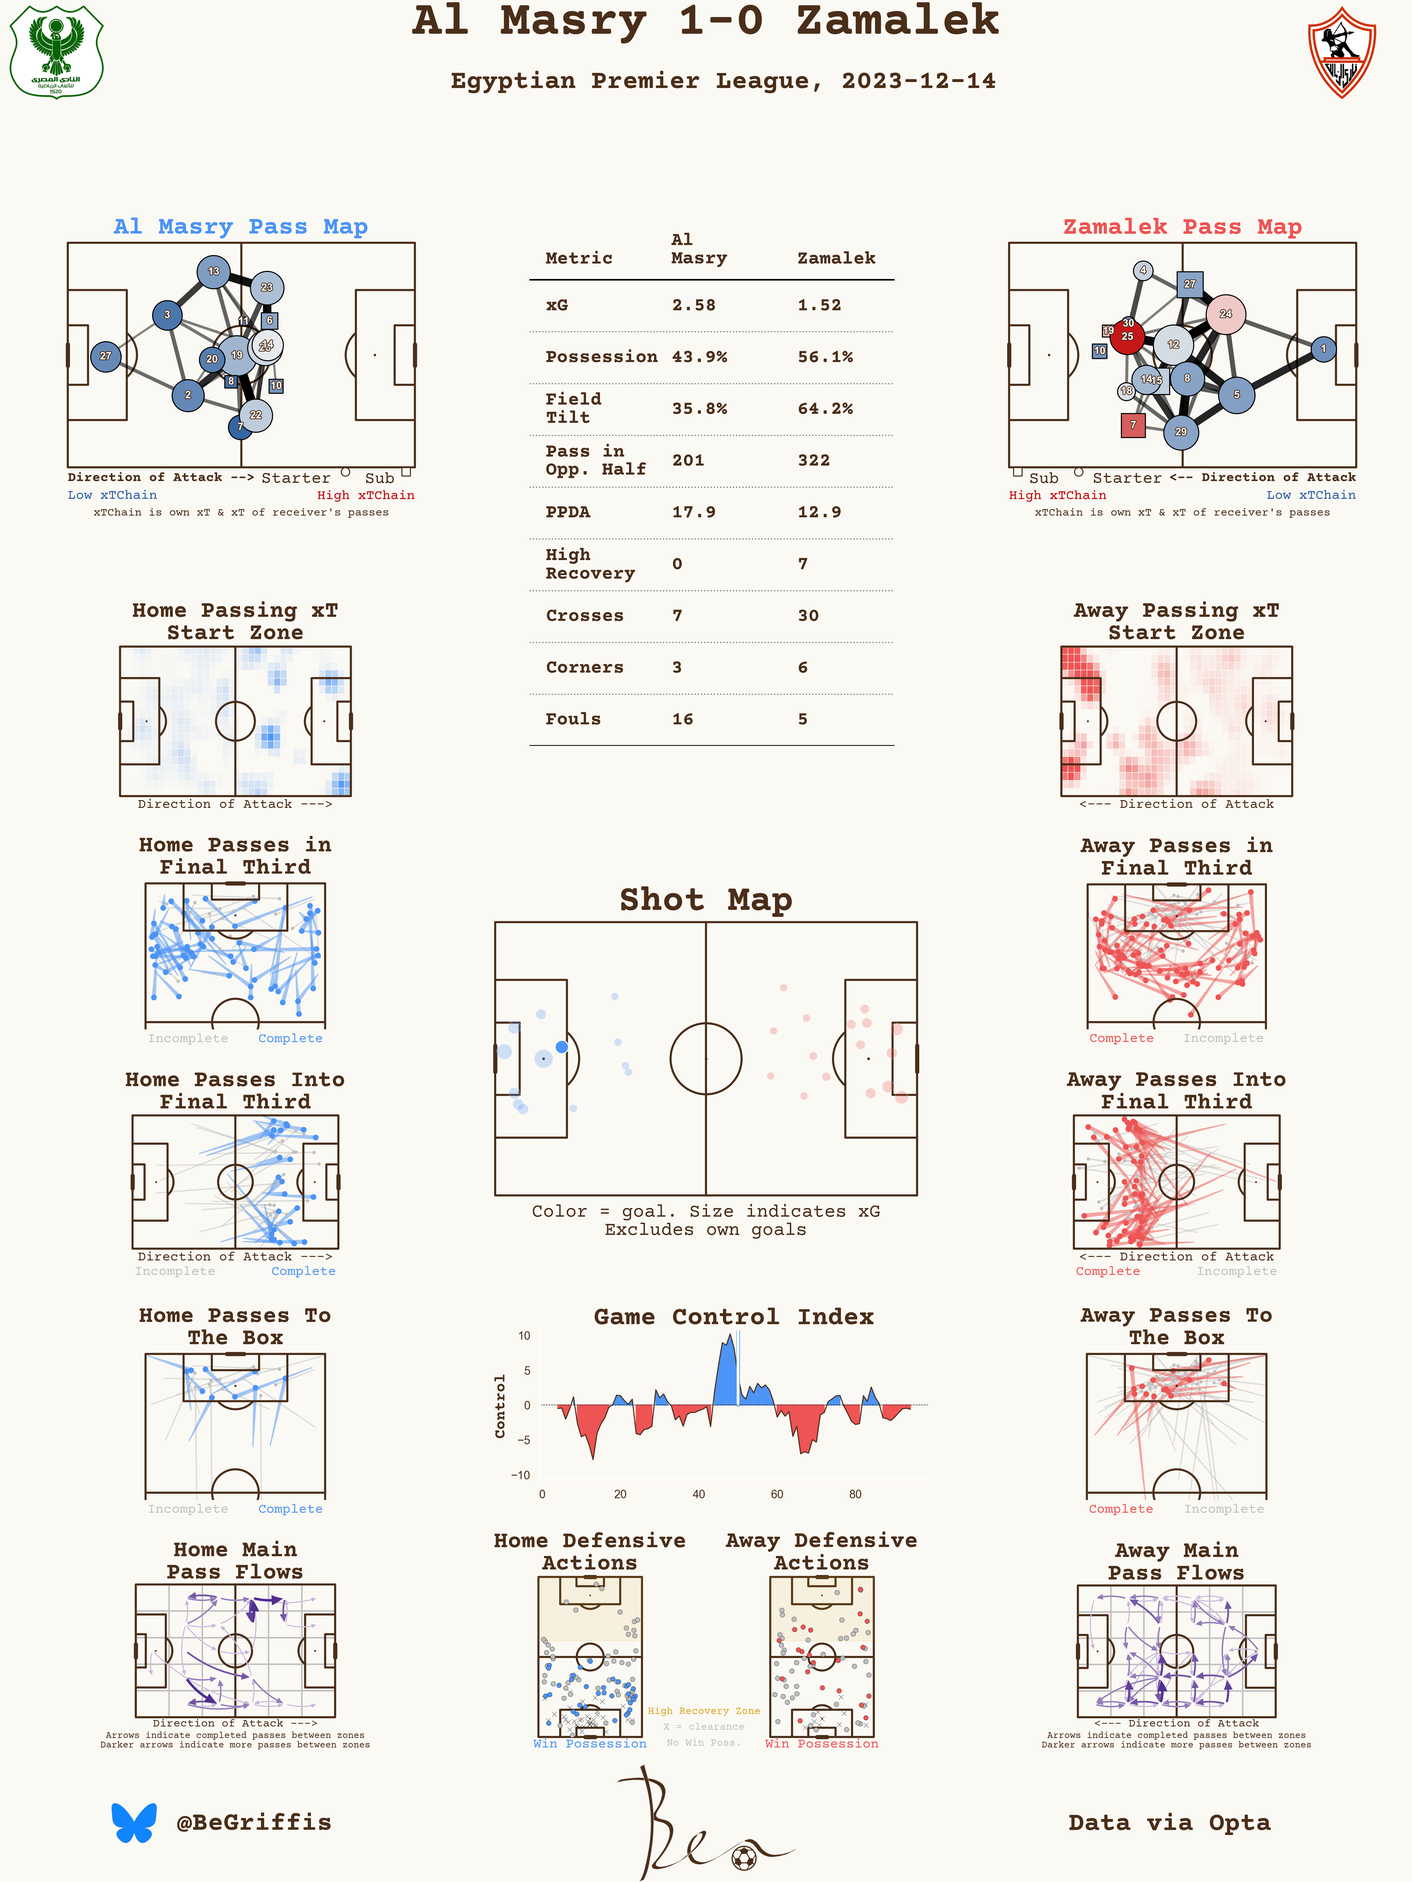 Al Masry 1-0 Zamalek
Egyptian Premier League, 2023-12-14
النادي المصري
للألعاب الرياضية
1920
Al Masry Pass Map
13
23
3
11
6
27
20
19
14
8
10
2
22
7
Direction of Attack --> Starter Sub
Low xTChain High xTChain
xTChain is own xT & xT of receiver's passes
Metric Al Masry Zamalek
xG 2.58 1.52
Possession 43.9% 56.1%
Field Tilt 35.8% 64.2%
Pass in Opp. Half 201 322
PPDA 17.9 12.9
High Recovery 0 7
Crosses 7 30
Corners 3 6
Fouls 16 5
Zamalek Pass Map
4
27
24
30
19
25
12
10
1
14
15
8
18
5
7
29
Sub Starter <-- Direction of Attack
High xTChain Low xTChain
xTChain is own xT & xT of receiver's passes
Home Passing xT
Start Zone
Direction of Attack --->
Away Passing xT
Start Zone
<--- Direction of Attack
Home Passes in
Final Third
Incomplete Complete
Away Passes in
Final Third
Complete Incomplete
Shot Map
Color = goal. Size indicates xG
Excludes own goals
Home Passes Into
Final Third
Direction of Attack --->
Incomplete Complete
Away Passes Into
Final Third
<--- Direction of Attack
Complete Incomplete
Home Passes To
The Box
Incomplete Complete
Game Control Index
Control
10
5
0
−5
−10
0 20 40 60 80
Away Passes To
The Box
Complete Incomplete
Home Main
Pass Flows
Direction of Attack --->
Arrows indicate completed passes between zones
Darker arrows indicate more passes between zones
Home Defensive
Actions
Win Possession
Away Defensive
Actions
Win Possession
High Recovery Zone
X = clearance
No Win Poss.
Away Main
Pass Flows
<--- Direction of Attack
Arrows indicate completed passes between zones
Darker arrows indicate more passes between zones
@BeGriffis
Ben
Data via Opta